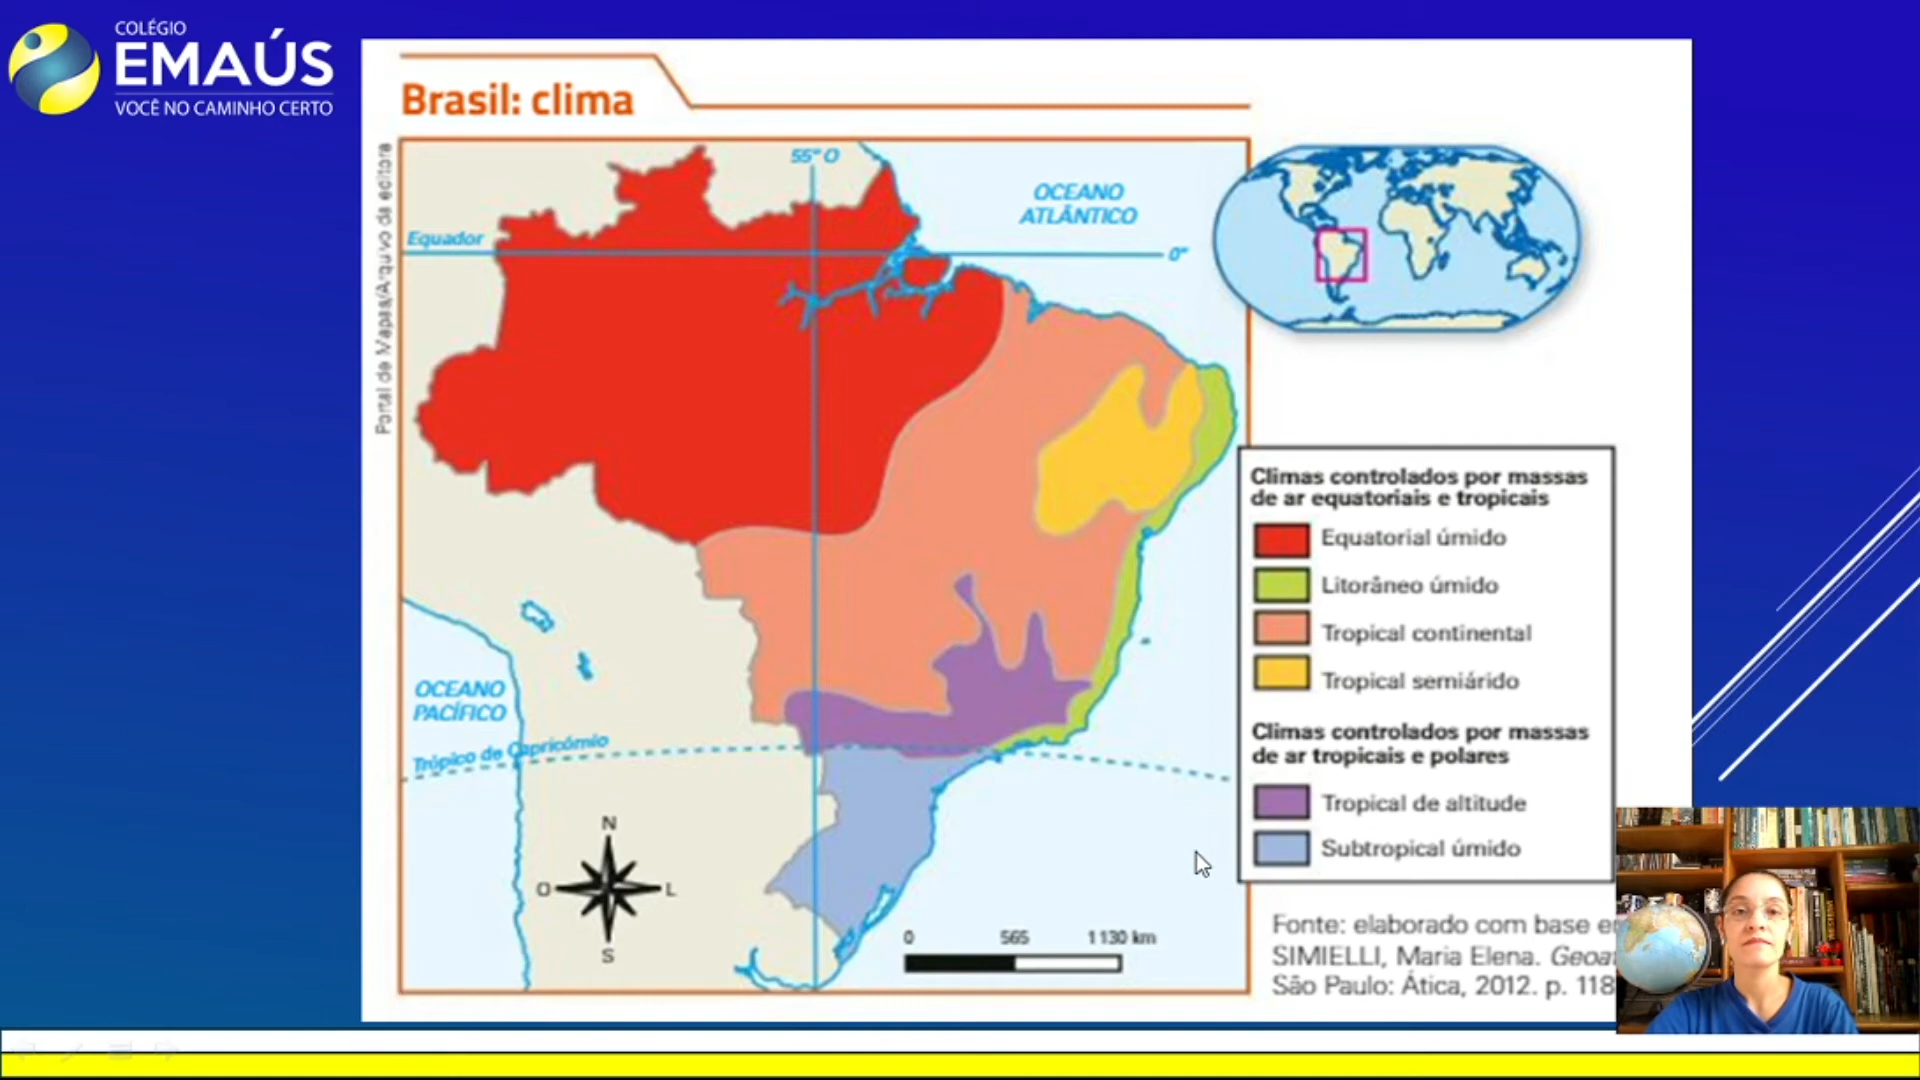 COLÉGIO
EMAÚS
VOCÊ NO CAMINHO CERTO
Brasil: clima
Portal de Mapas/Arquivo da editora
55° O
OCEANO
ATLÂNTICO
Equador
0°
OCEANO
PACÍFICO
Trópico de Capricórnio
N
O
L
S
0 565 1 130 km
Climas controlados por massas
de ar equatoriais e tropicais
Equatorial úmido
Litorâneo úmido
Tropical continental
Tropical semiárido
Climas controlados por massas
de ar tropicais e polares
Tropical de altitude
Subtropical úmido
Fonte: elaborado com base
SIMIELLI, Maria Elena.
São Paulo: Ática, 2012. p. 118